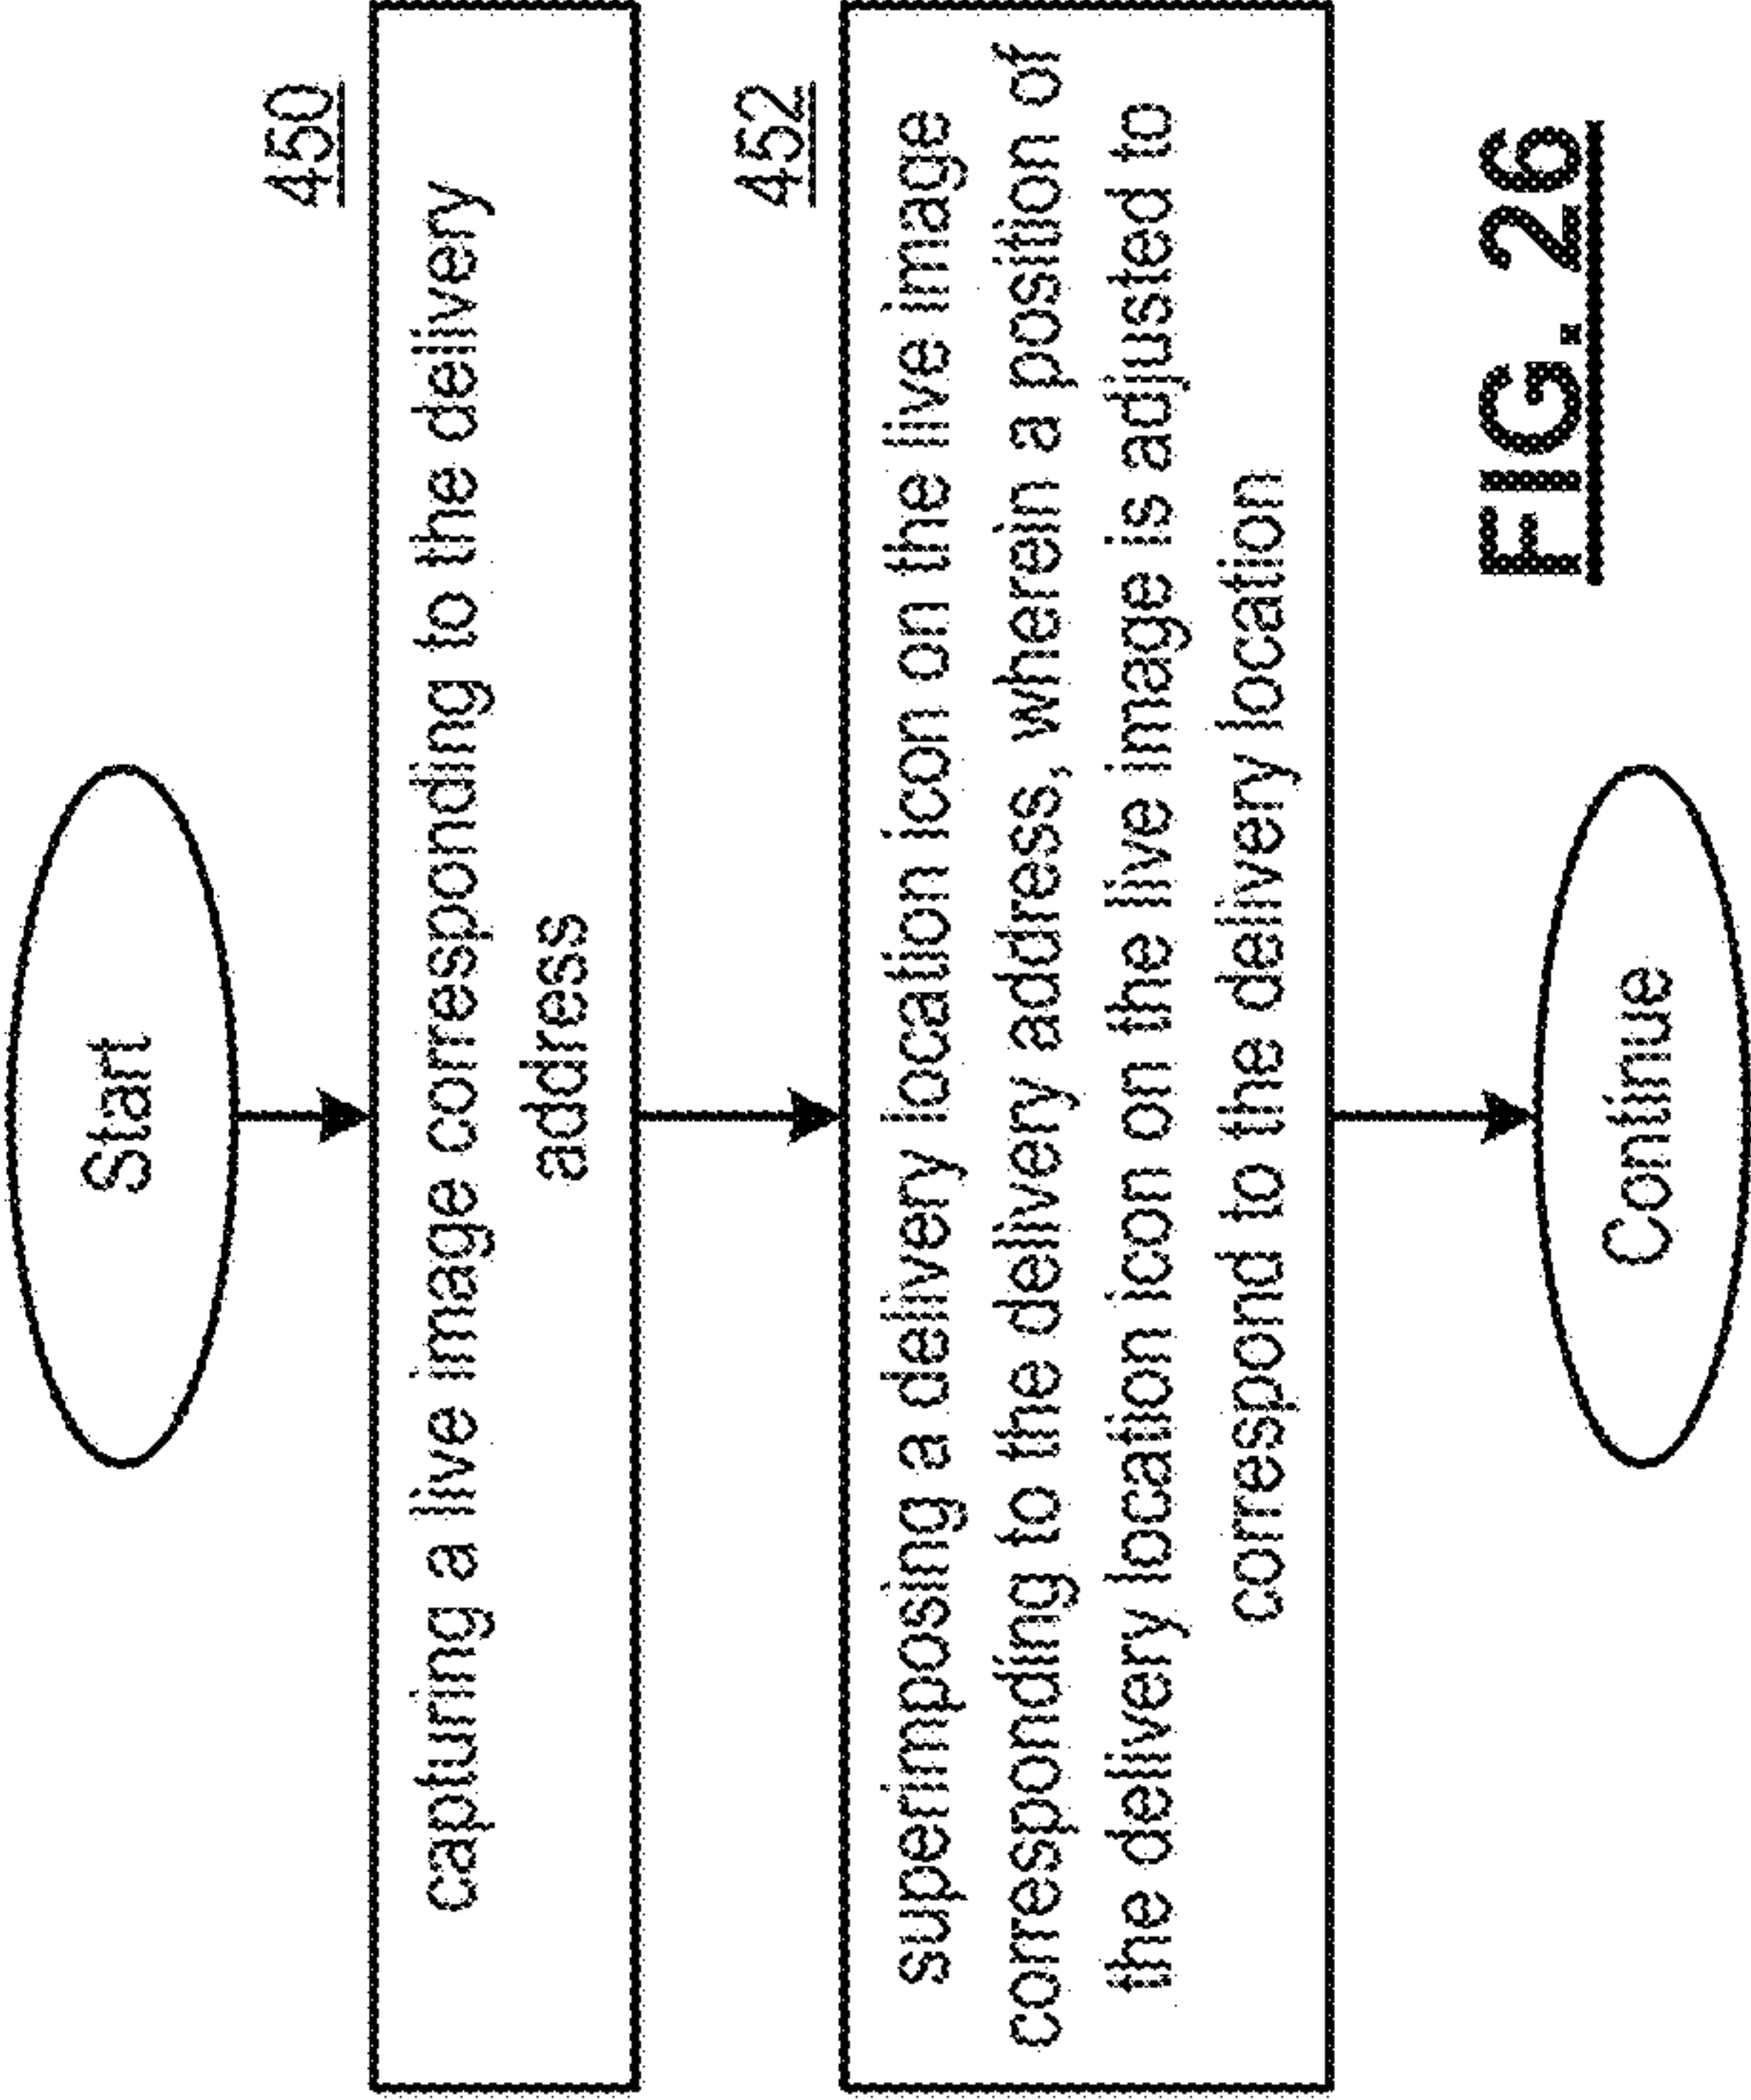 Start
450
capturing a live image corresponding to the delivery
address
452
superimposing a delivery location icon on the live image
corresponding to the delivery address, wherein a position of
the delivery location icon on the live image is adjusted to
correspond to the delivery location
Continue
FIG. 26